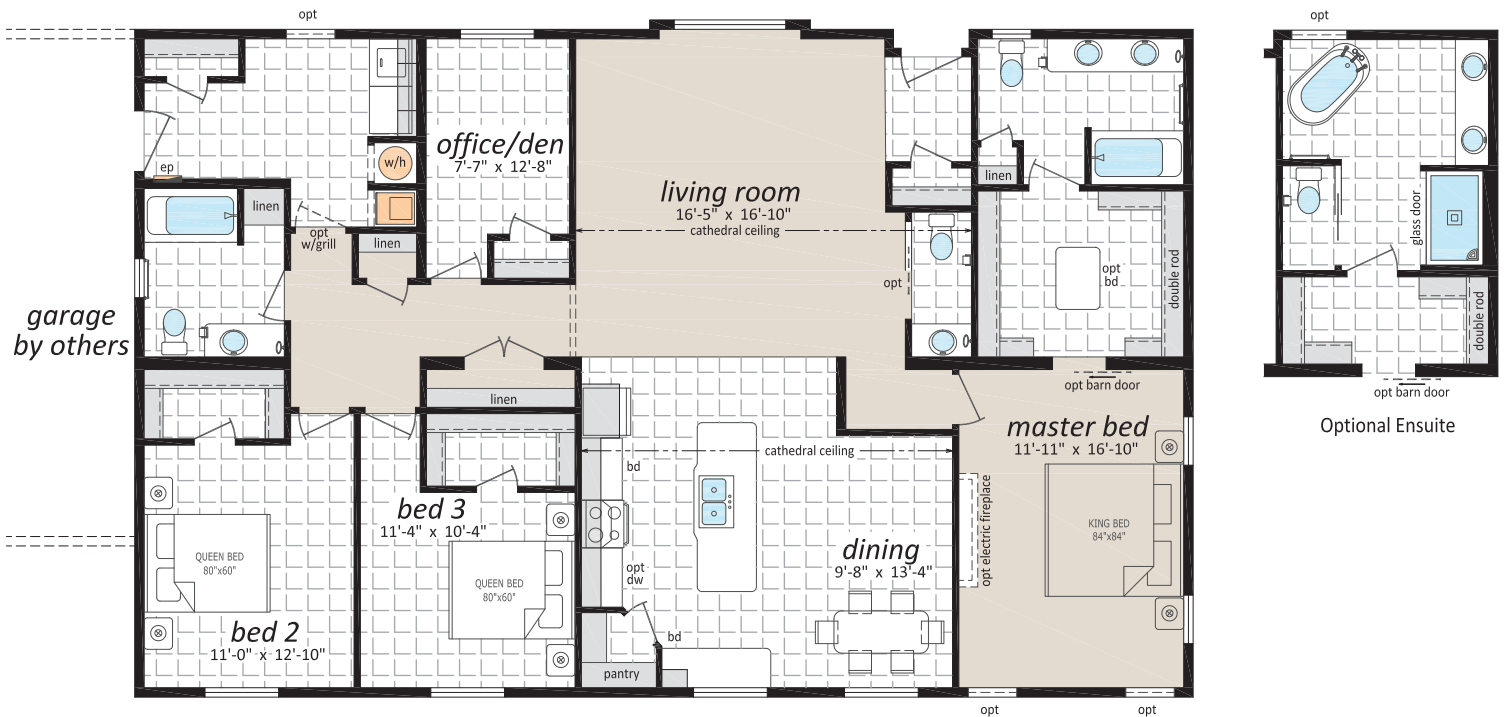 opt
opt
ep
w/h
office/den
7'-7" x 12'-8"
living room
16'-5" x 16'-10"
cathedral ceiling
linen
linen
opt
w/grill
linen
opt
opt
bd
double rod
glass door
double rod
garage
by others
opt barn door
opt barn door
Optional Ensuite
linen
master bed
11'-11" x 16'-10"
cathedral ceiling
bd
bed 3
11'-4" x 10'-4"
opt electric fireplace
KING BED
84"x84"
QUEEN BED
80"x60"
QUEEN BED
80"x60"
opt
dw
dining
9'-8" x 13'-4"
bed 2
11'-0" x 12'-10"
bd
pantry
opt
opt